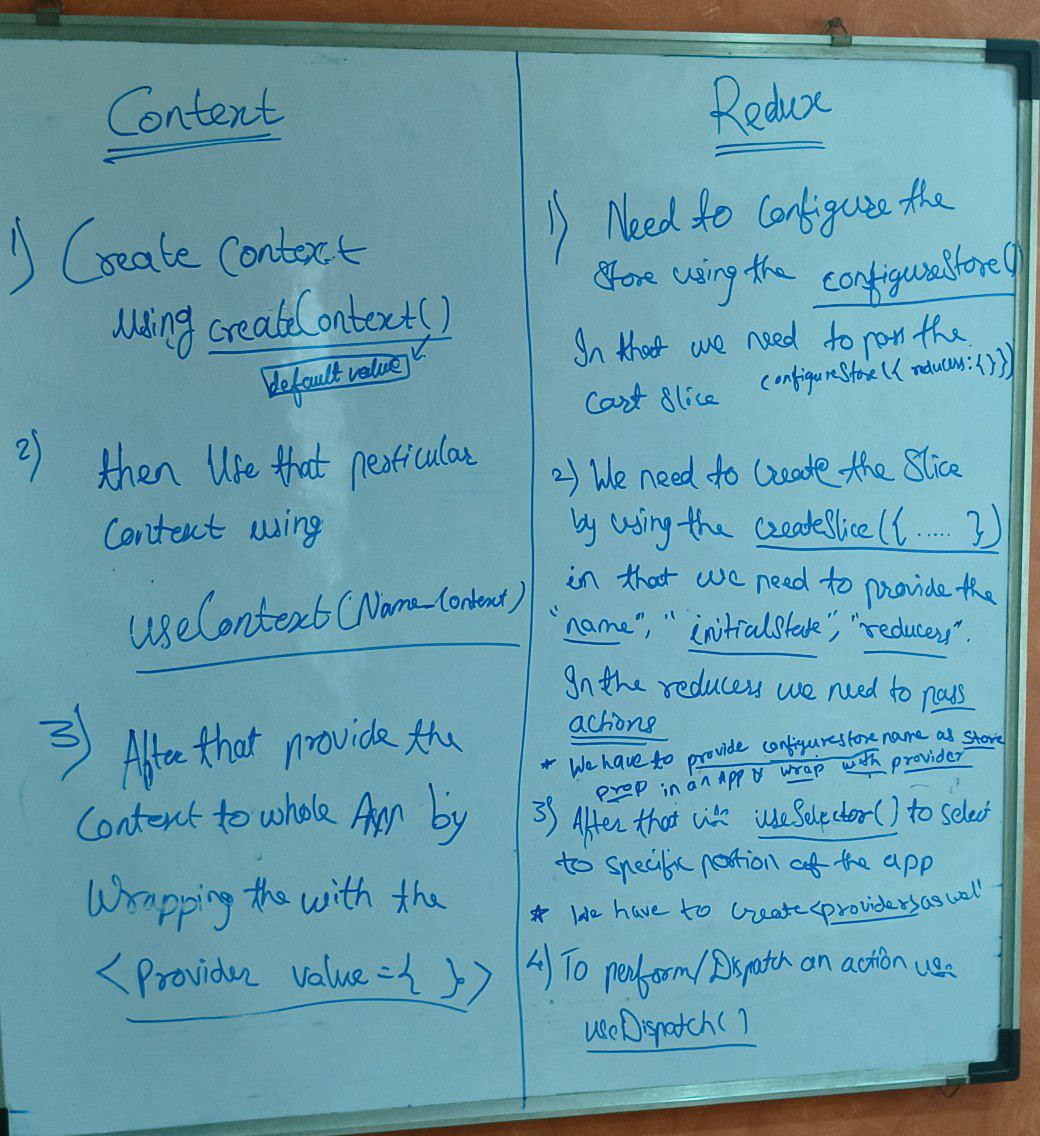 Context
1) Create Context
using createContext()
default value
2) then Use that perticular
Context using
useContext(Name_Context)
3) After that provide the
Context to whole App by
Wrapping the with the
<Provider value={ }>
Redux
1) Need to Configure the
Store using the configureStore()
In that we need to pass the
configureStore({ reducers:{}})
Cart Slice
2) We need to Create the Slice
by using the createSlice({ ..... })
in that we need to provide the
"name", "initialState", "reducers".
In the reducers we need to pass
actions
* We have to provide configurestore name as store
prop in an App & wrap with provider
3) After that via useSelector() to select
to specific portion of the app
* We have to create <provider> as well
4) To perform/Dispatch an action use
useDispatch()